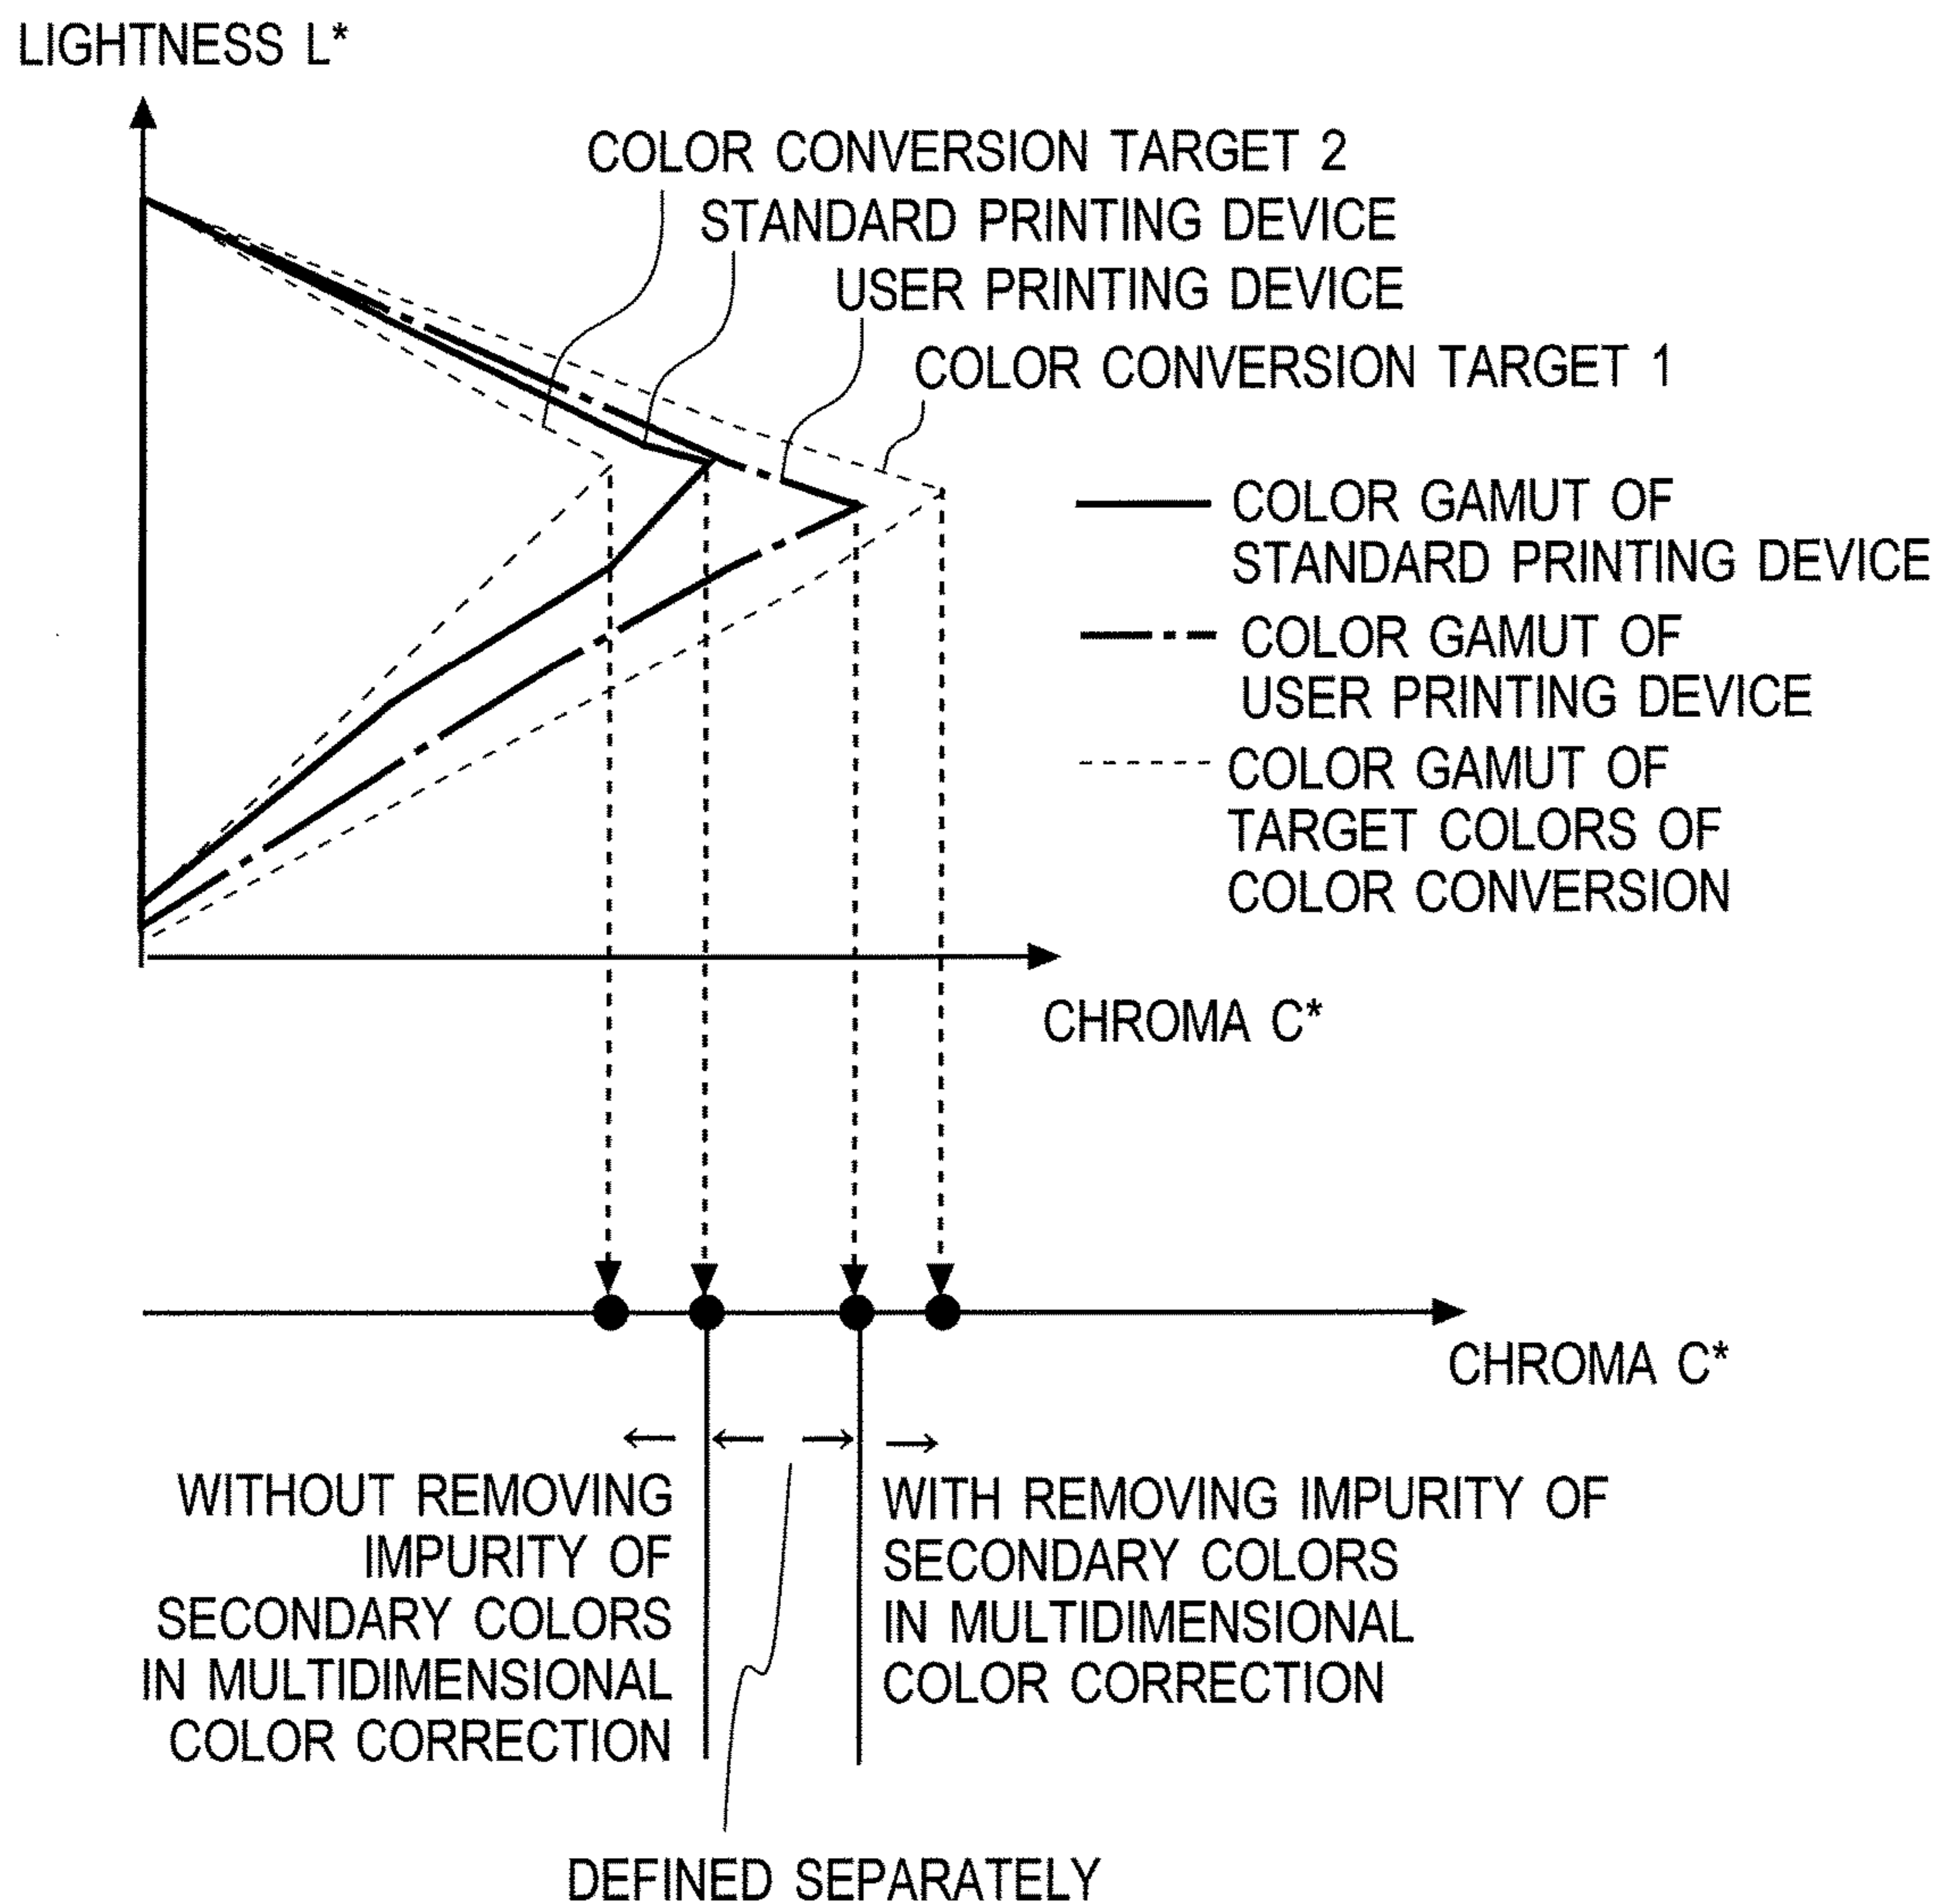 LIGHTNESS L*
COLOR CONVERSION TARGET 2
STANDARD PRINTING DEVICE
USER PRINTING DEVICE
COLOR CONVERSION TARGET 1
COLOR GAMUT OF
STANDARD PRINTING DEVICE
COLOR GAMUT OF
USER PRINTING DEVICE
COLOR GAMUT OF
TARGET COLORS OF
COLOR CONVERSION
CHROMA C*
CHROMA C*
WITHOUT REMOVING
IMPURITY OF
SECONDARY COLORS
IN MULTIDIMENSIONAL
COLOR CORRECTION
WITH REMOVING IMPURITY OF
SECONDARY COLORS
IN MULTIDIMENSIONAL
COLOR CORRECTION
DEFINED SEPARATELY